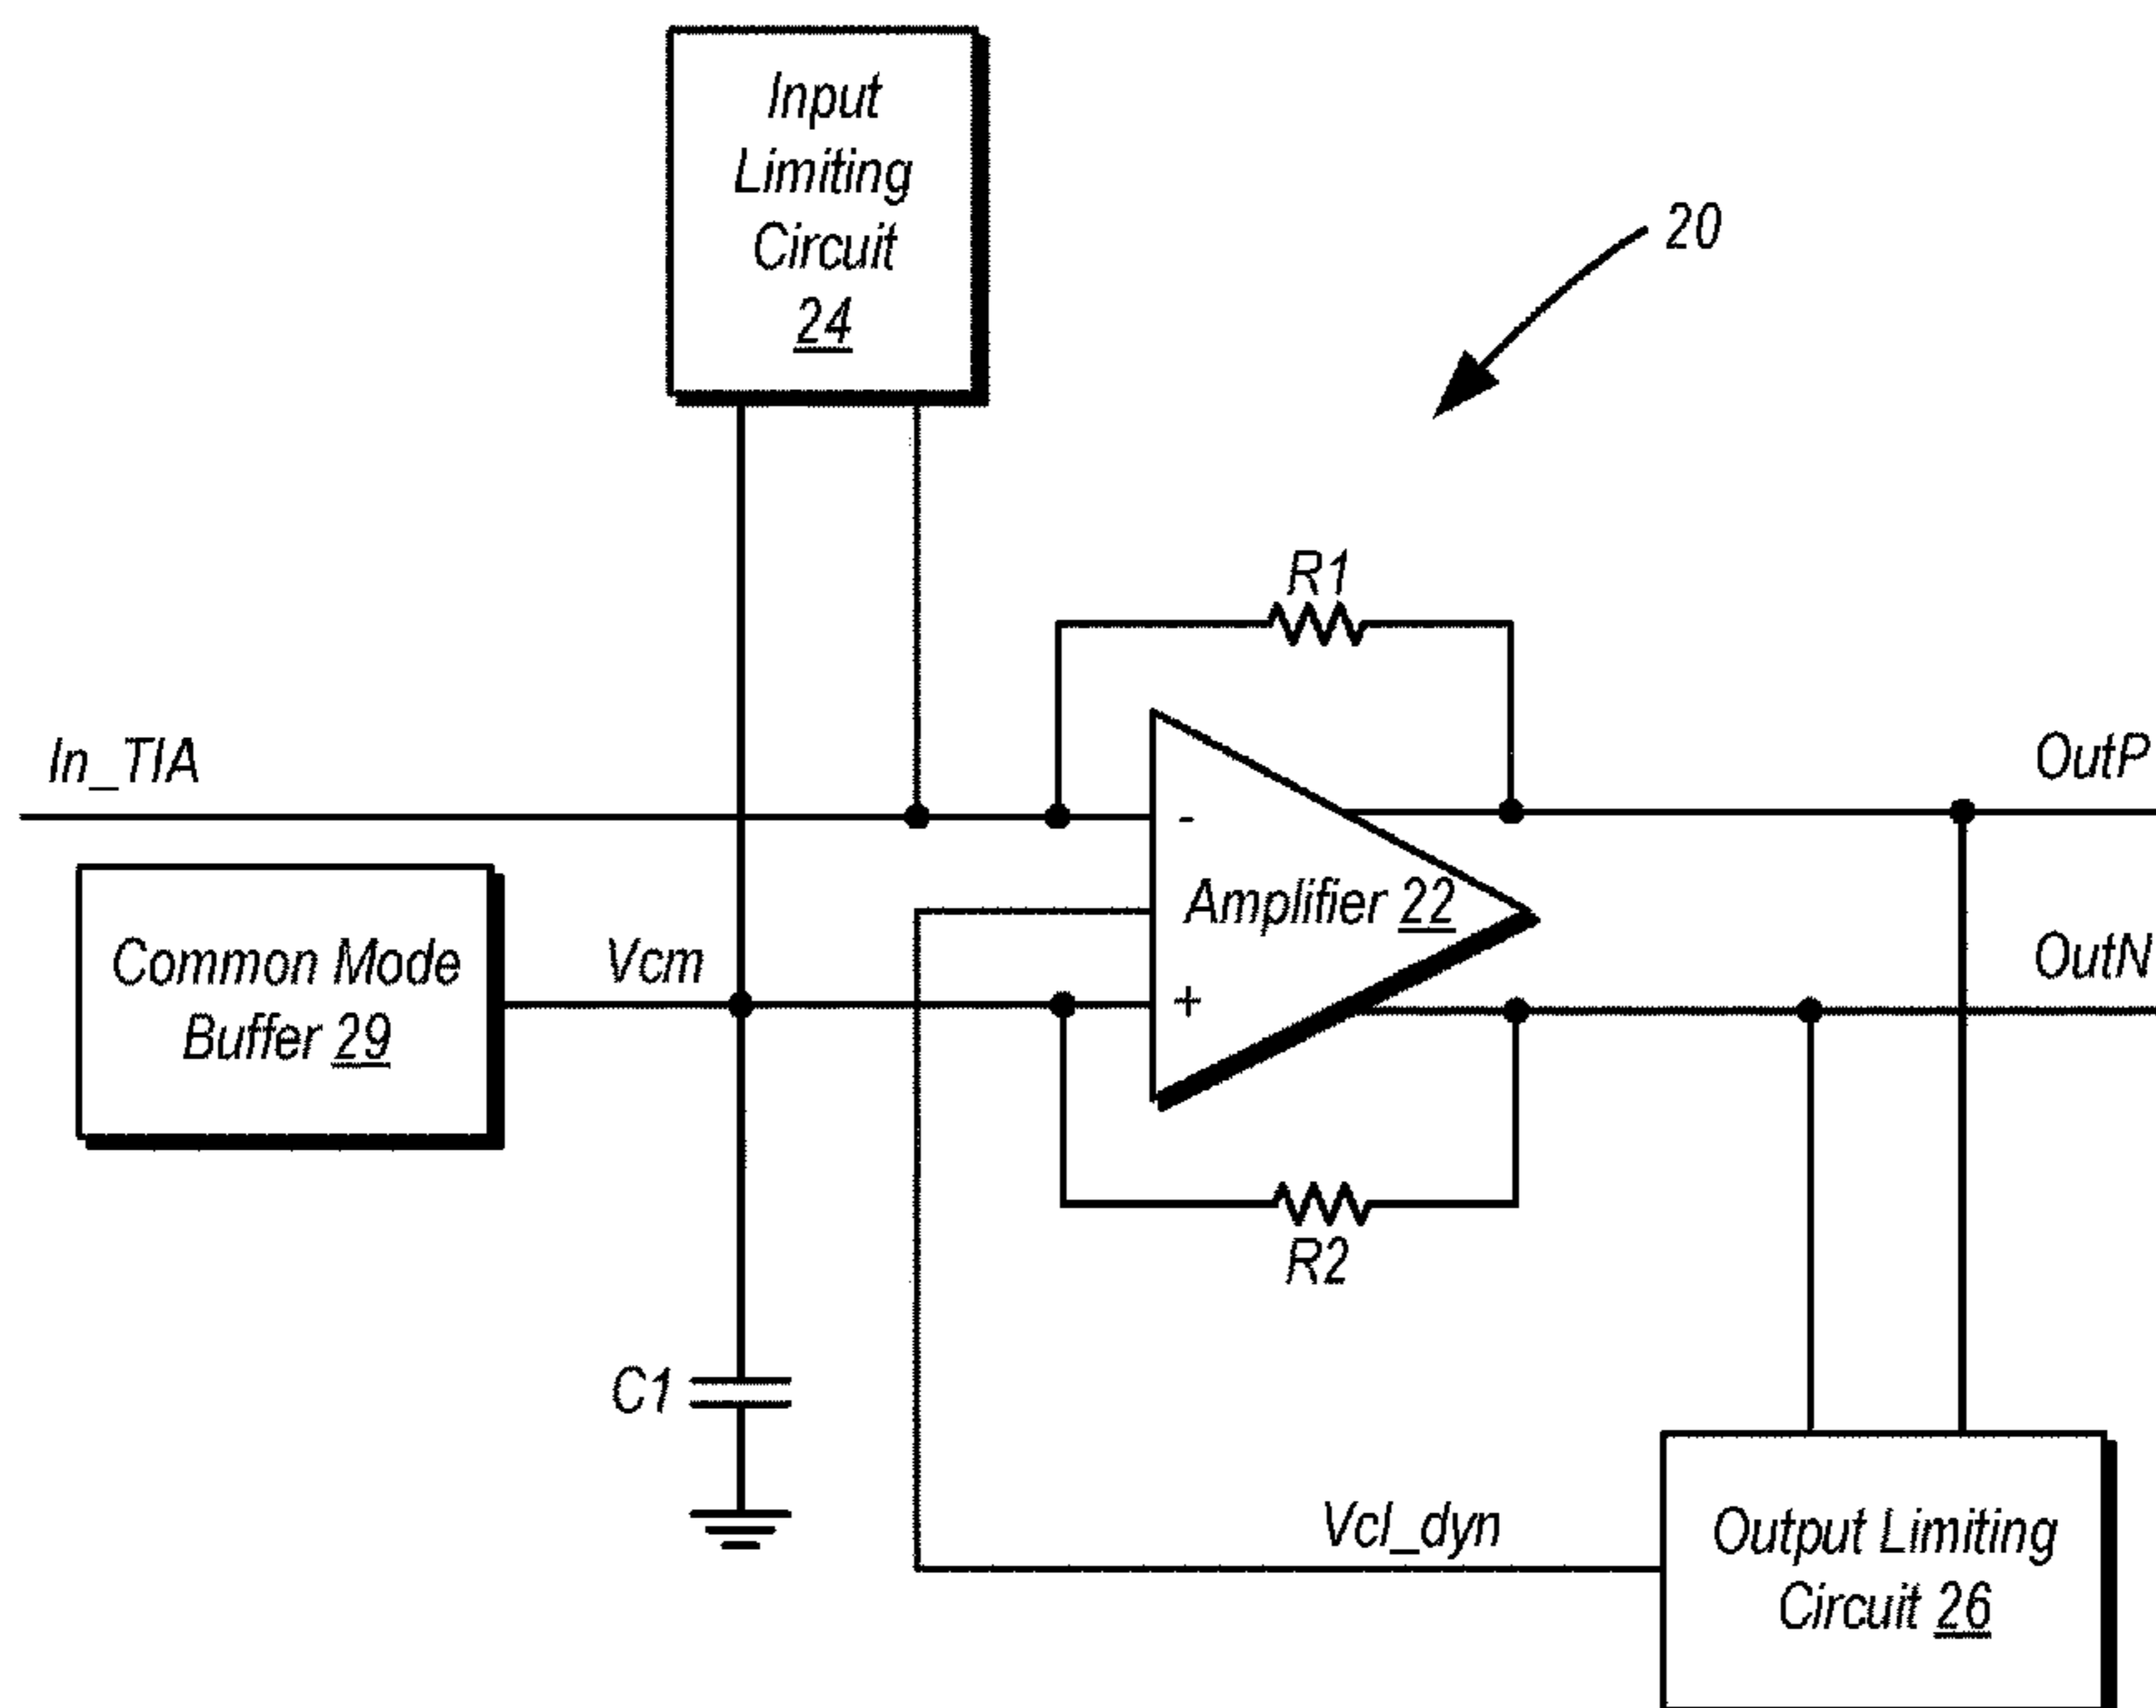 Input
Limiting
Circuit
24
20
R1
In_TIA
OutP
-
Amplifier 22
Common Mode
Buffer 29
Vcm
OutN
+
R2
C1
Vcl_dyn
Output Limiting
Circuit 26